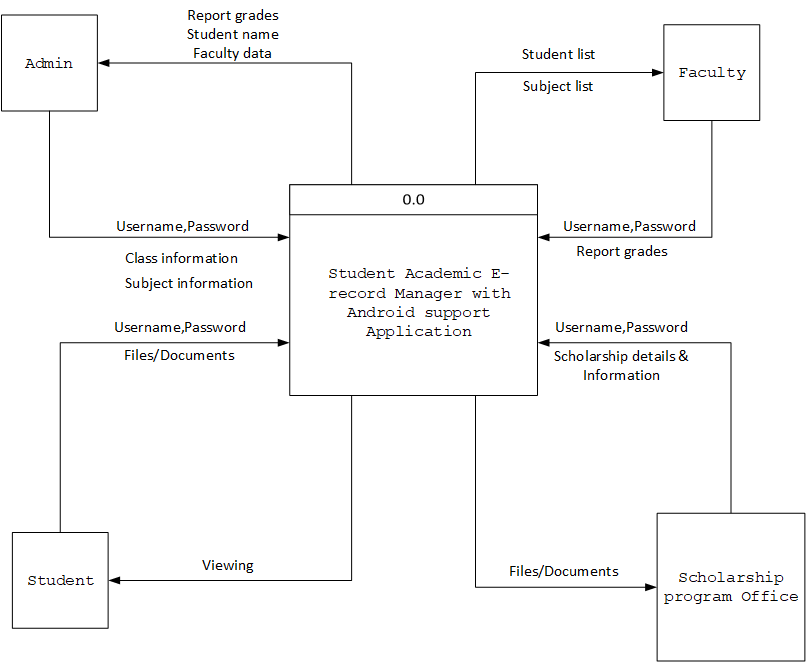 Report grades
Student name
Faculty data
Admin
Student list
Subject list
Faculty
0.0
Username,Password
Class information
Subject information
Username,Password
Report grades
Student Academic E-
record Manager with
Android support
Application
Username,Password
Files/Documents
Username,Password
Scholarship details &
Information
Student
Viewing
Files/Documents
Scholarship
program Office